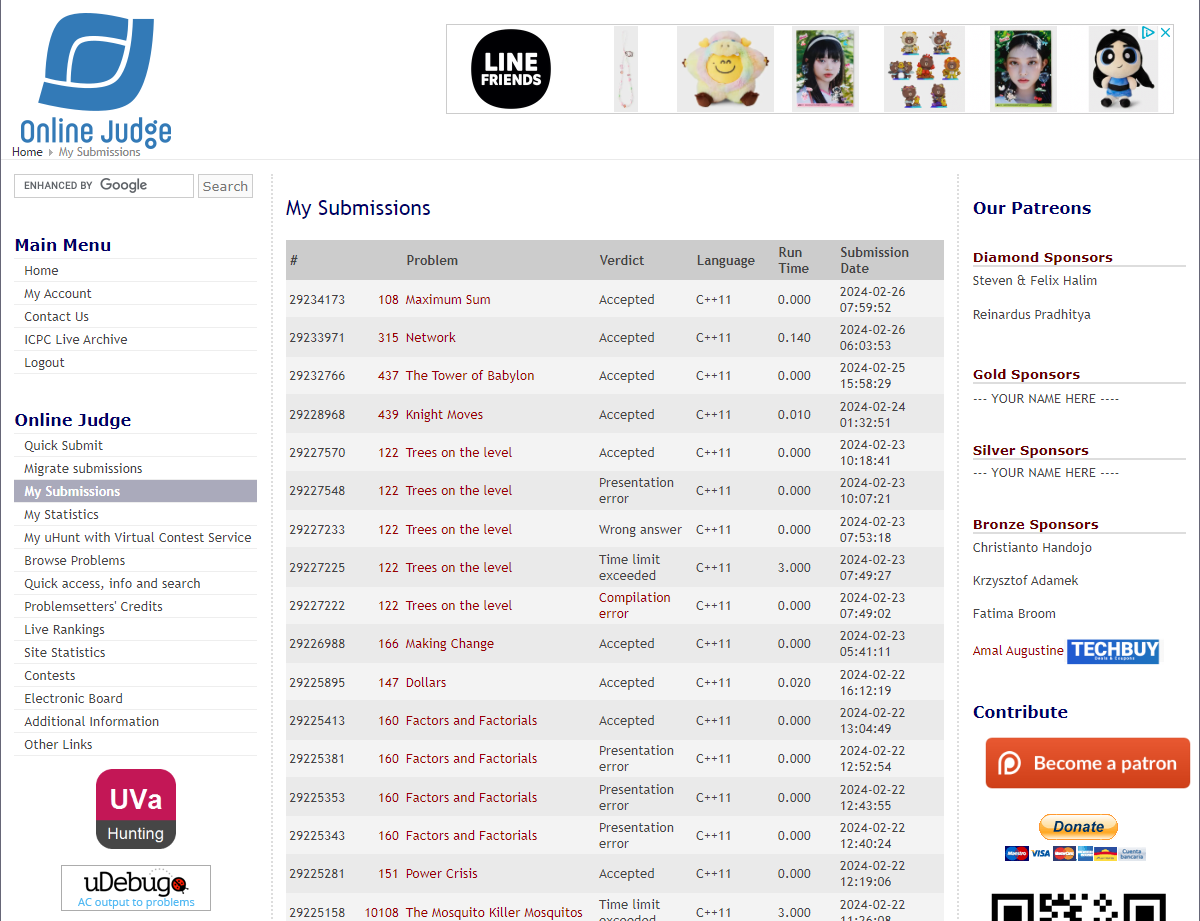 LINE
FRIENDS
Online Judge
Home My Submissions
ENHANCED BY Google Search
Main Menu
Home
My Account
Contact Us
ICPC Live Archive
Logout
Online Judge
Quick Submit
Migrate submissions
My Submissions
My Statistics
My uHunt with Virtual Contest Service
Browse Problems
Quick access, info and search
Problemsetters' Credits
Live Rankings
Site Statistics
Contests
Electronic Board
Additional Information
Other Links
UVa
Hunting
uDebug
AC output to problems
My Submissions
# Problem Verdict Language Run Time Submission Date
29234173 108 Maximum Sum Accepted C++11 0.000 2024-02-26 07:59:52
29233971 315 Network Accepted C++11 0.140 2024-02-26 06:03:53
29232766 437 The Tower of Babylon Accepted C++11 0.000 2024-02-25 15:58:29
29228968 439 Knight Moves Accepted C++11 0.010 2024-02-24 01:32:51
29227570 122 Trees on the level Accepted C++11 0.000 2024-02-23 10:18:41
29227548 122 Trees on the level Presentation error C++11 0.000 2024-02-23 10:07:21
29227233 122 Trees on the level Wrong answer C++11 0.000 2024-02-23 07:53:18
29227225 122 Trees on the level Time limit exceeded C++11 3.000 2024-02-23 07:49:27
29227222 122 Trees on the level Compilation error C++11 0.000 2024-02-23 07:49:02
29226988 166 Making Change Accepted C++11 0.000 2024-02-23 05:41:11
29225895 147 Dollars Accepted C++11 0.020 2024-02-22 16:12:19
29225413 160 Factors and Factorials Accepted C++11 0.000 2024-02-22 13:04:49
29225381 160 Factors and Factorials Presentation error C++11 0.000 2024-02-22 12:52:54
29225353 160 Factors and Factorials Presentation error C++11 0.000 2024-02-22 12:43:55
29225343 160 Factors and Factorials Presentation error C++11 0.000 2024-02-22 12:40:24
29225281 151 Power Crisis Accepted C++11 0.000 2024-02-22 12:19:06
29225158 10108 The Mosquito Killer Mosquitos Time limit exceeded C++11 3.000 2024-02-22 11:26:08
Our Patreons
Diamond Sponsors
Steven & Felix Halim
Reinardus Pradhitya
Gold Sponsors
--- YOUR NAME HERE ----
Silver Sponsors
--- YOUR NAME HERE ----
Bronze Sponsors
Christianto Handojo
Krzysztof Adamek
Fatima Broom
Amal Augustine TECHBUY
Deals & Coupons
Contribute
Become a patron
Donate
Maestro VISA
Cuenta
bancaria